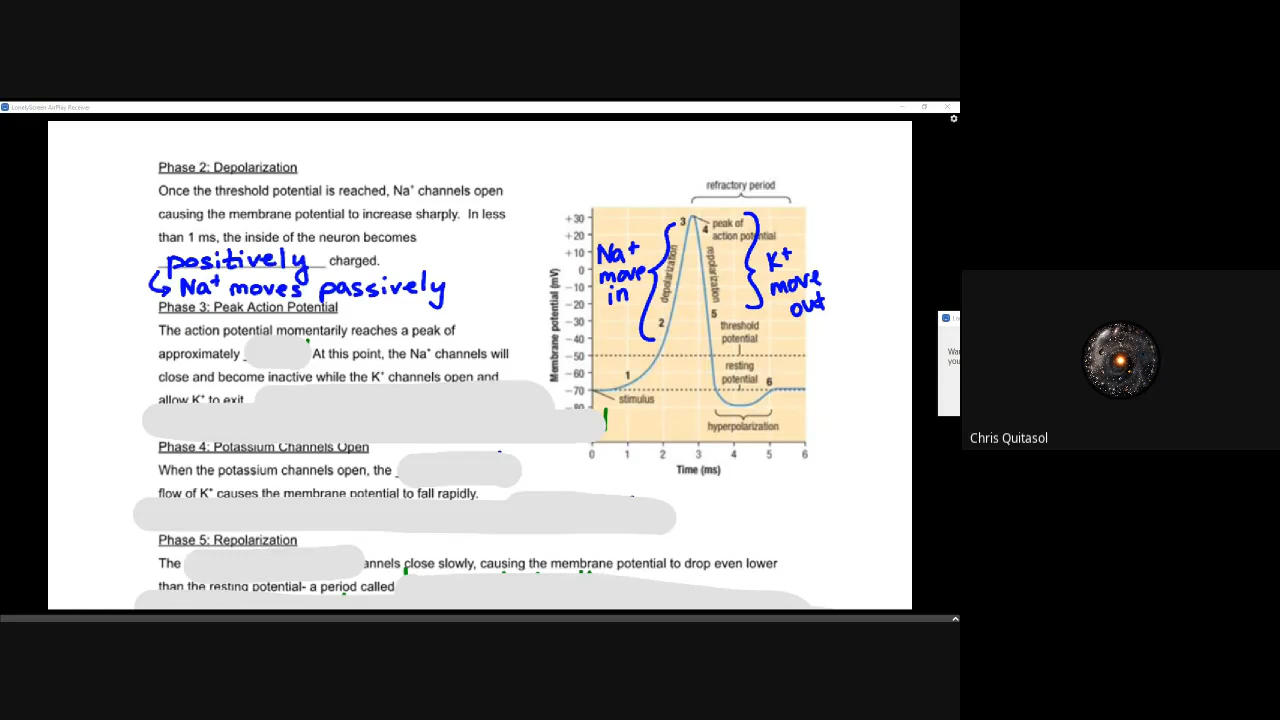 LonelyScreen AirPlay Receiver
Phase 2: Depolarization
Once the threshold potential is reached, Na⁺ channels open
causing the membrane potential to increase sharply. In less
than 1 ms, the inside of the neuron becomes
positively charged.
↳ Na⁺ moves passively
Phase 3: Peak Action Potential
The action potential momentarily reaches a peak of
approximately At this point, the Na⁺ channels will
close and become inactive while the K⁺ channels open and
allow K⁺ to exit
Phase 4: Potassium Channels Open
When the potassium channels open, the
flow of K⁺ causes the membrane potential to fall rapidly.
Phase 5: Repolarization
The close slowly, causing the membrane potential to drop even lower
than the resting potential- a period called
refractory period
Membrane potential (mV)
+30
+20
+10
0
−10
−20
−30
−40
−50
−60
−70
−80
3
4
peak of
action potential
depolarization
repolarization
Na⁺
move
in
K⁺
move
out
2
5
threshold
potential
resting
potential
1
6
stimulus
hyperpolarization
0 1 2 3 4 5 6
Time (ms)
Chris Quitasol